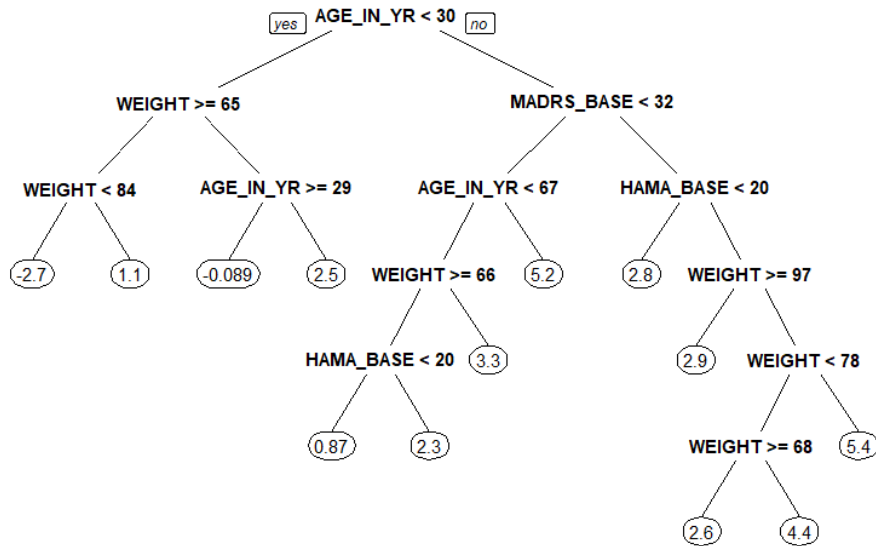 yes AGE_IN_YR < 30 no
WEIGHT >= 65 MADRS_BASE < 32
WEIGHT < 84 AGE_IN_YR >= 29 AGE_IN_YR < 67 HAMA_BASE < 20
-2.7 1.1 -0.089 2.5 WEIGHT >= 66 5.2 2.8 WEIGHT >= 97
HAMA_BASE < 20 3.3 2.9 WEIGHT < 78
0.87 2.3 WEIGHT >= 68 5.4
2.6 4.4